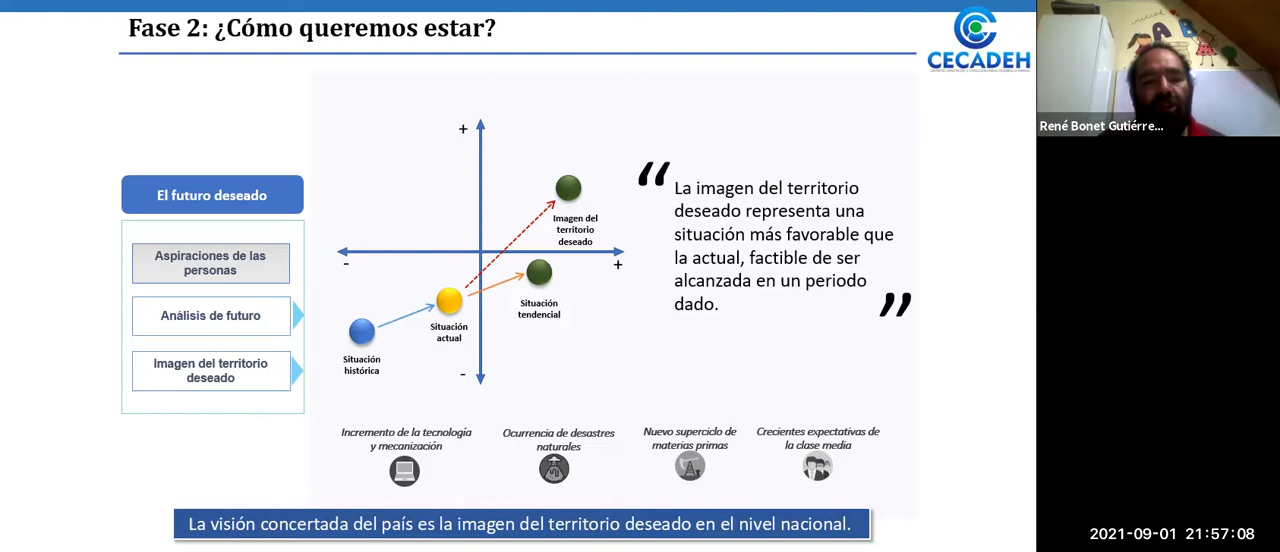 Fase 2: ¿Cómo queremos estar?
CECADEH
René Bonet Gutiérre...
El futuro deseado
Aspiraciones de las
personas
Análisis de futuro
Imagen del territorio
deseado
+
-
+
-
Imagen del
territorio
deseado
Situación
tendencial
Situación
actual
Situación
histórica
“
La imagen del territorio
deseado representa una
situación más favorable que
la actual, factible de ser
alcanzada en un periodo
dado.
”
Incremento de la tecnología
y mecanización
Ocurrencia de desastres
naturales
Nuevo superciclo de
materias primas
Crecientes expectativas de
la clase media
La visión concertada del país es la imagen del territorio deseado en el nivel nacional.
2021-09-01 21:57:08